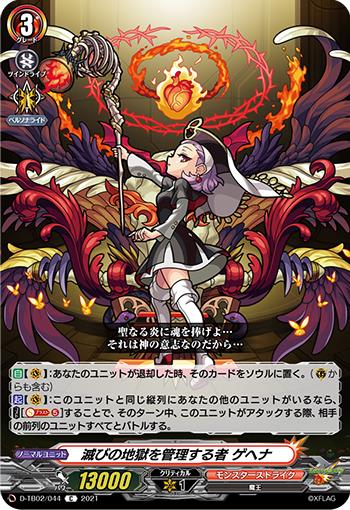 3
グレード
ツインドライブ
ペルソナライド
聖なる炎に魂を捧げよ…
それは神の意志なのだから…
自【】:あなたのユニットが退却した時、そのカードをソウルに置く。(
からも含む)
起【】:【このユニットと同じ縦列にあなたの他のユニットがいるなら、
】することで、そのターン中、このユニットがアタックする際、相手
の前列のユニットすべてとバトルする。
ノーマルユニット
滅びの地獄を管理する者 ゲヘナ
パワー 13000
クリティカル
1
モンスターストライク
魔王
D-TB02/044 C 2021
©XFLAG